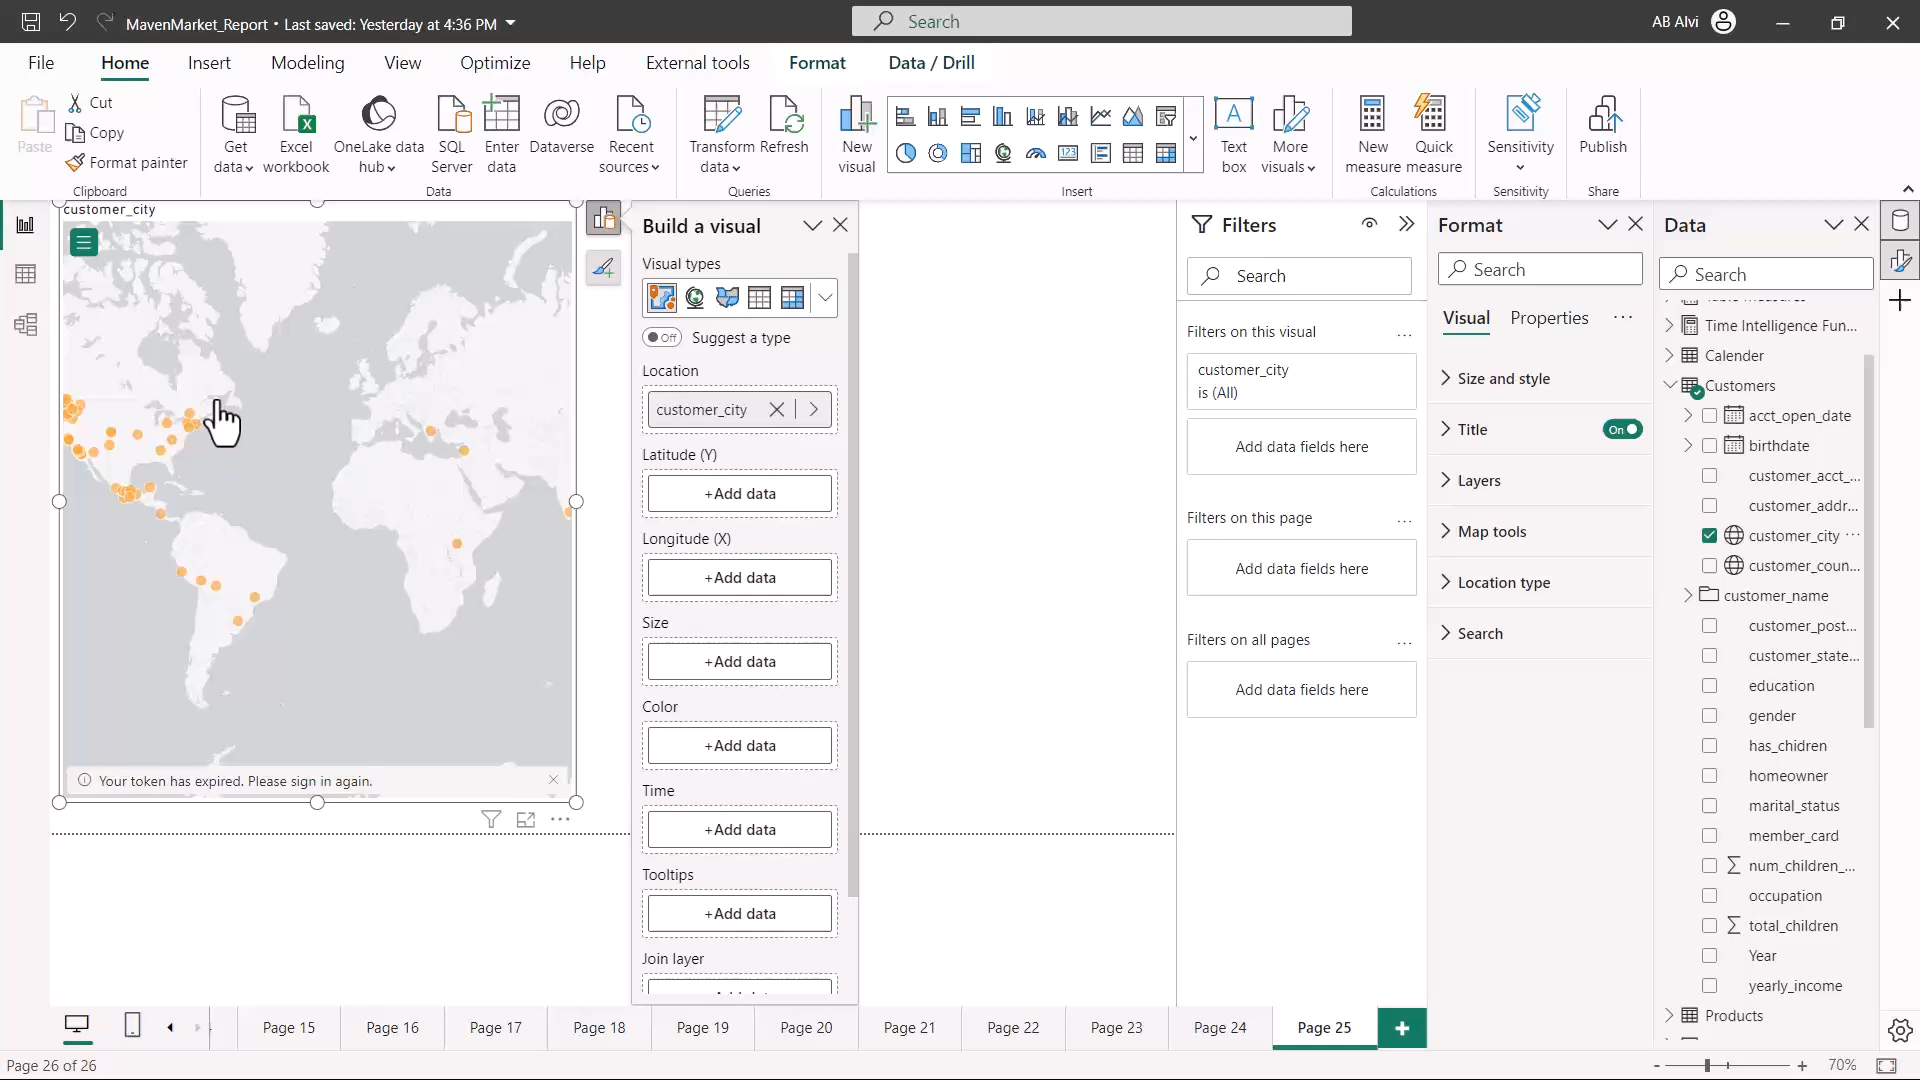 MavenMarket_Report • Last saved: Yesterday at 4:36 PM
Search
AB Alvi
File
Home
Insert
Modeling
View
Optimize
Help
External tools
Format
Data / Drill
Paste
Cut
Copy
Format painter
Clipboard
Get
data
Excel
workbook
OneLake data
hub
SQL
Server
Enter
data
Dataverse
Recent
sources
Data
Transform
data
Refresh
Queries
New
visual
123
Insert
A
Text
box
More
visuals
New
measure
Quick
measure
Calculations
Sensitivity
Sensitivity
Publish
Share
customer_city
Your token has expired. Please sign in again.
Build a visual
Visual types
Off
Suggest a type
Location
customer_city
Latitude (Y)
+Add data
Longitude (X)
+Add data
Size
+Add data
Color
+Add data
Time
+Add data
Tooltips
+Add data
Join layer
Filters
Search
Filters on this visual
...
customer_city
is (All)
Add data fields here
Filters on this page
...
Add data fields here
Filters on all pages
...
Add data fields here
Format
Search
Visual
Properties
...
Size and style
Title
On
Layers
Map tools
Location type
Search
Data
Search
Time Intelligence Fun...
Calender
Customers
acct_open_date
birthdate
customer_acct_...
customer_addr...
customer_city
...
customer_coun...
customer_name
customer_post...
customer_state...
education
gender
has_chidren
homeowner
marital_status
member_card
num_children_...
occupation
total_children
Year
yearly_income
Products
Page 15
Page 16
Page 17
Page 18
Page 19
Page 20
Page 21
Page 22
Page 23
Page 24
Page 25
+
Page 26 of 26
-
+
70%